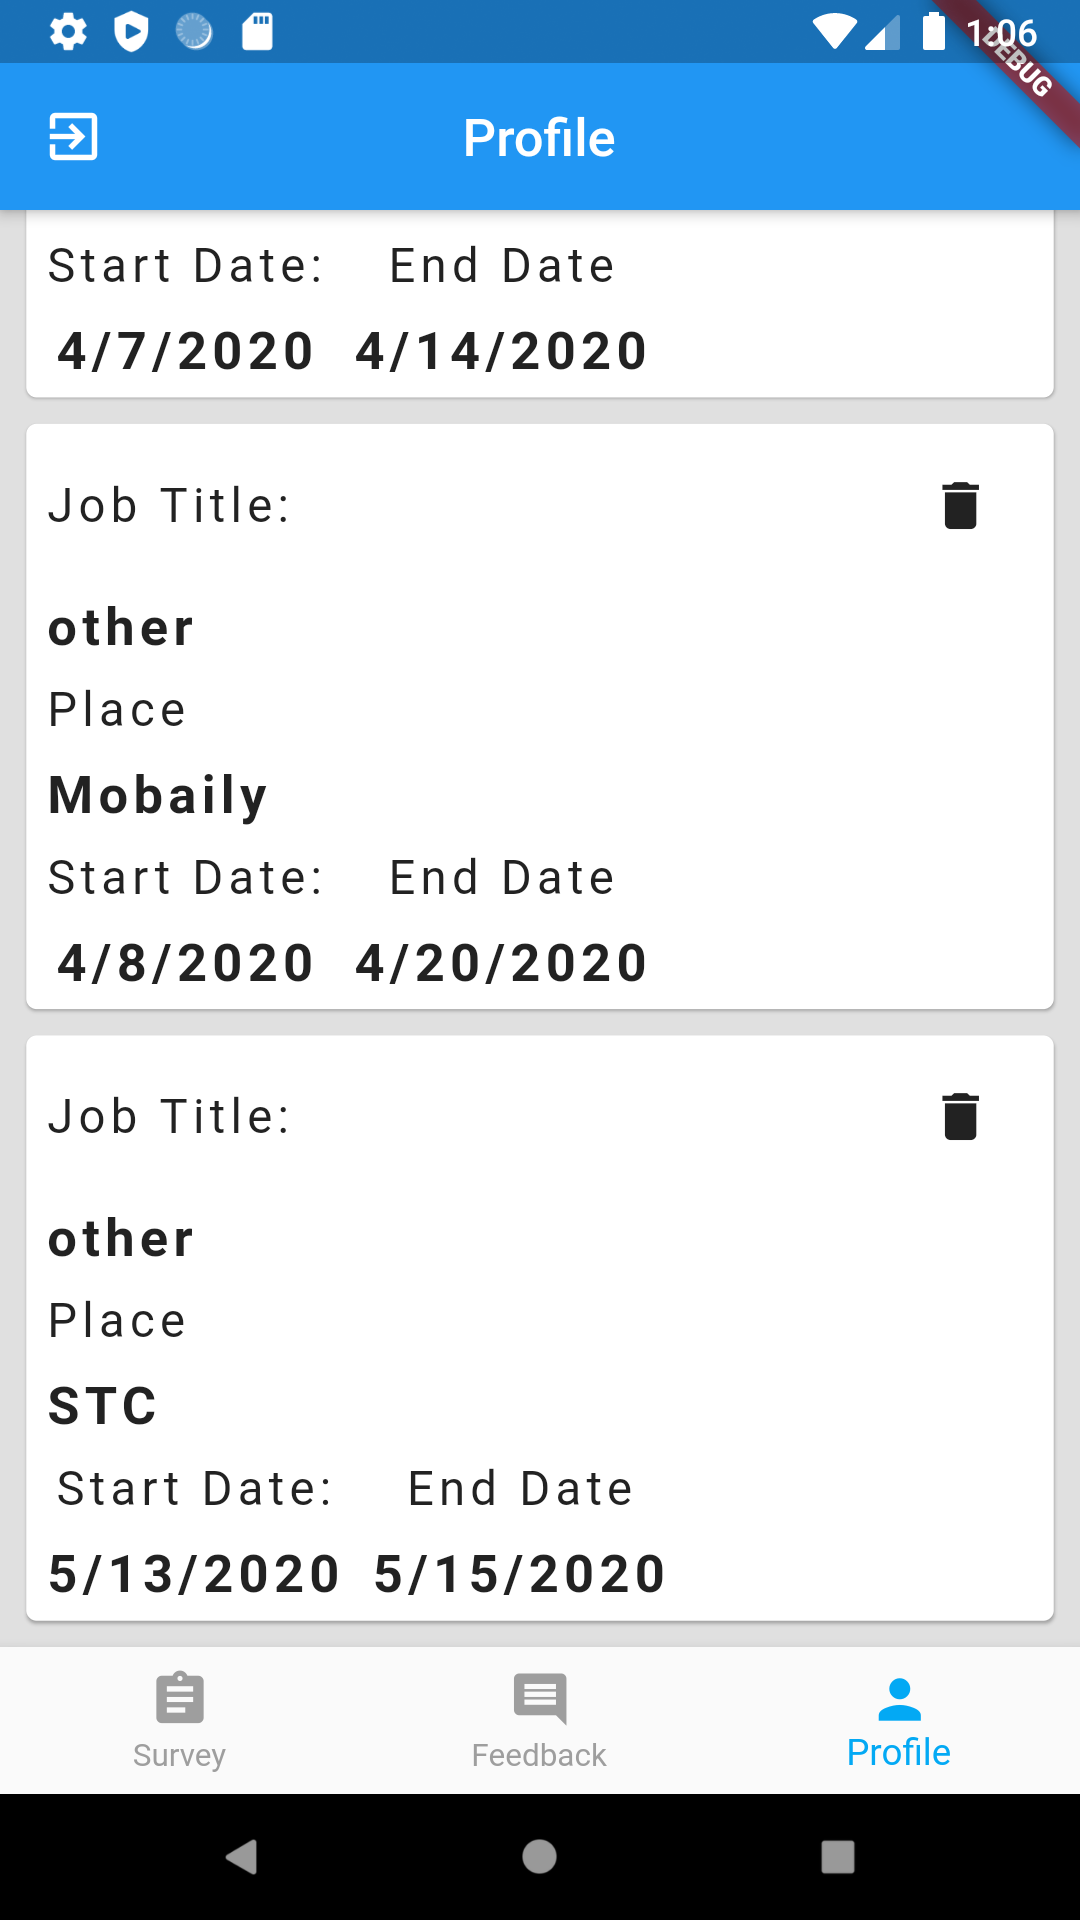 1:06
DEBUG
Profile
Start Date: End Date
4/7/2020 4/14/2020
Job Title:
other
Place
Mobaily
Start Date: End Date
4/8/2020 4/20/2020
Job Title:
other
Place
STC
Start Date: End Date
5/13/2020 5/15/2020
Survey Feedback Profile